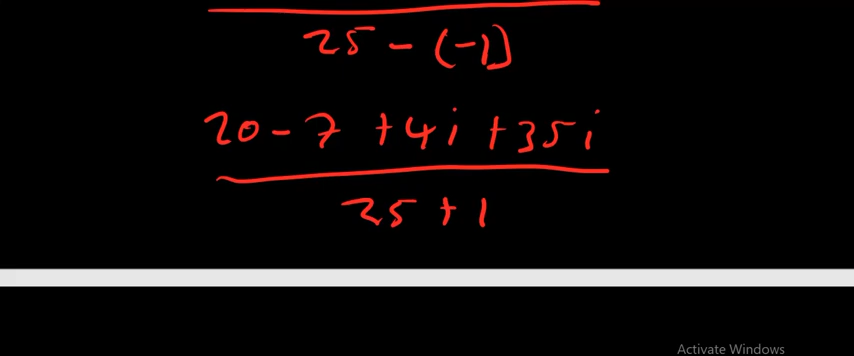 25 - (-1)
20 - 7 + 4i + 35i
25 + 1
Activate Windows